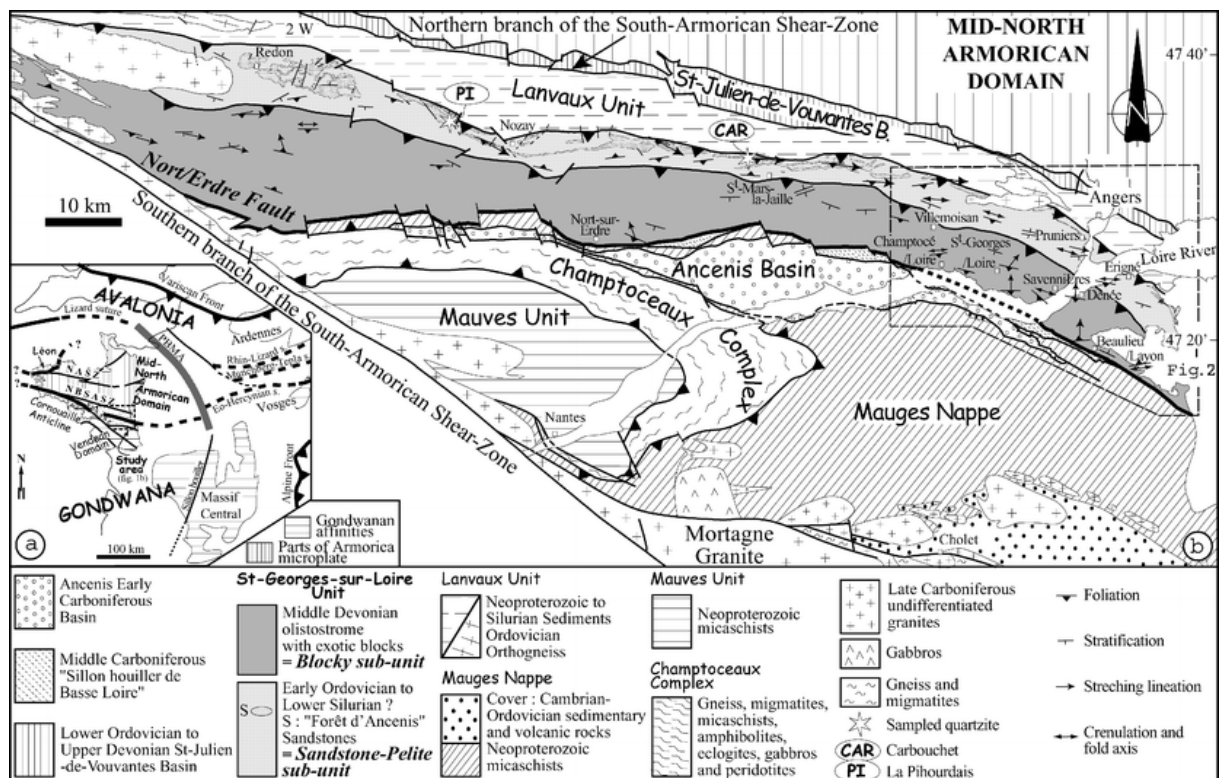 2 W
Northern branch of the South-Armorican Shear-Zone
MID-NORTH
ARMORICAN
DOMAIN
47 40'
N
Redon
PI
Lanvaux Unit
St-Julien-de-Vouvantes B.
Nozay
CAR
Nort/Erdre Fault
10 km
St-Mars-
la-Jaille
Angers
Villemoisan
Pruniers
Loire River
Nort-sur-
Erdre
Champtocé
/Loire
St-Georges
/Loire
Savennières
Erigné
Denée
Southern branch of the South-Armorican Shear-Zone
Ancenis Basin
Champtoceaux
Complex
Mauves Unit
47 20'
Beaulieu
/Layon
Fig.2
Mauges Nappe
Nantes
Mortagne
Granite
Cholet
b
AVALONIA
Variscan Front
Lizard suture
PBMA
Ardennes
Rhin-Lizard s.
Léon
? 
NASZ
NBSASZ
Mid-
North
Armorican
Domain
Eo-Hercynian s.
Vosges
Cornouaille
Anticline
Vendean
Domain
Study
area
(fig. 1b)
N
GONDWANA
Sillon houiller
Massif
Central
Alpine Front
a
100 km
Gondwanan
affinities
Parts of Armorica
microplate
Ancenis Early
Carboniferous
Basin
Middle Carboniferous
"Sillon houiller de
Basse Loire"
Lower Ordovician to
Upper Devonian St-Julien
-de-Vouvantes Basin
St-Georges-sur-Loire
Unit
Middle Devonian
olistostrome
with exotic blocks
= Blocky sub-unit
S
Early Ordovician to
Lower Silurian ?
S : "Forêt d'Ancenis"
Sandstones
= Sandstone-Pelite
sub-unit
Lanvaux Unit
Neoproterozoic to
Silurian Sediments
Ordovician
Orthogneiss
Mauges Nappe
Cover : Cambrian-
Ordovician sedimentary
and volcanic rocks
Neoproterozoic
micaschists
Mauves Unit
Neoproterozoic
micaschists
Champtoceaux
Complex
Gneiss, migmatites,
micaschists,
amphibolites,
eclogites, gabbros
and peridotites
Late Carboniferous
undifferentiated
granites
Gabbros
Gneiss and
migmatites
Sampled quartzite
CAR Carbouchet
PI La Pihourdais
Foliation
Stratification
Streching lineation
Crenulation and
fold axis